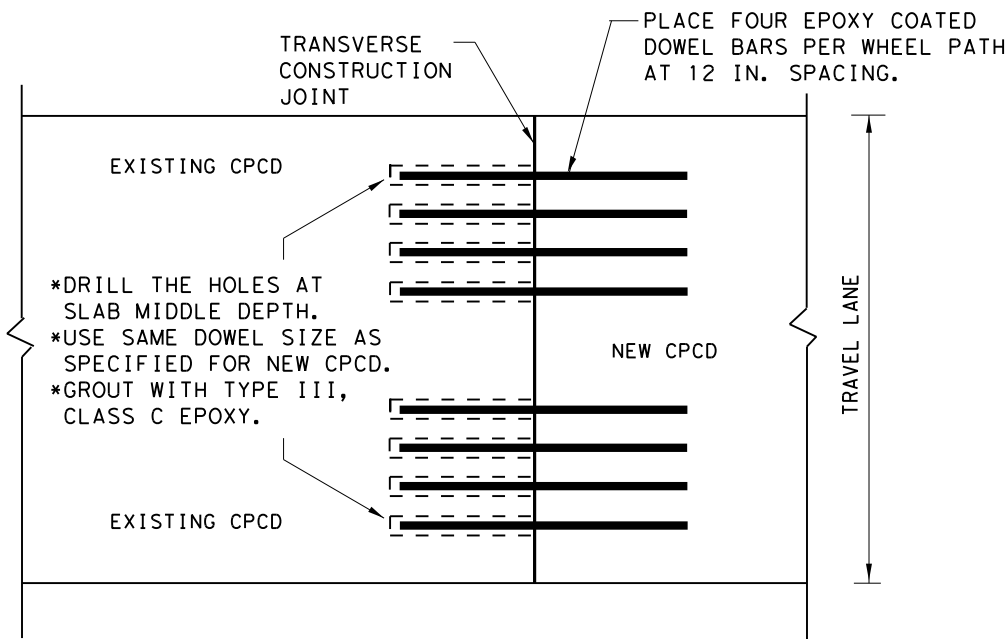 TRANSVERSE
CONSTRUCTION
JOINT
PLACE FOUR EPOXY COATED
DOWEL BARS PER WHEEL PATH
AT 12 IN. SPACING.
EXISTING CPCD
*DRILL THE HOLES AT
SLAB MIDDLE DEPTH.
*USE SAME DOWEL SIZE AS
SPECIFIED FOR NEW CPCD.
*GROUT WITH TYPE III,
CLASS C EPOXY.
NEW CPCD
TRAVEL LANE
EXISTING CPCD